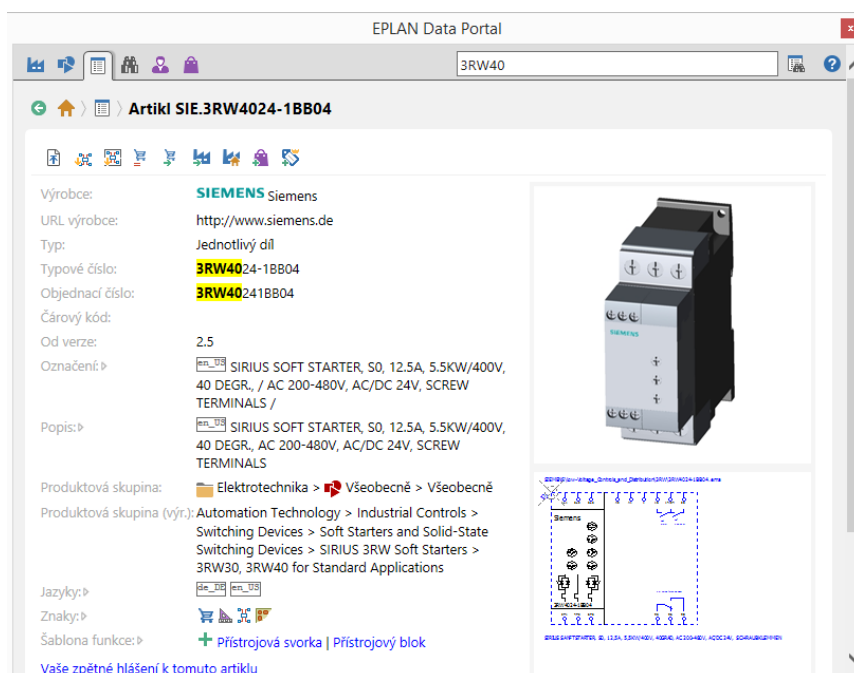 EPLAN Data Portal
x
3RW40
?
Artikl SIE.3RW4024-1BB04
Výrobce: SIEMENS Siemens
URL výrobce: http://www.siemens.de
Typ: Jednotlivý díl
Typové číslo: 3RW4024-1BB04
Objednací číslo: 3RW40241BB04
Čárový kód:
Od verze: 2.5
Označení: en_US SIRIUS SOFT STARTER, S0, 12.5A, 5.5KW/400V,
40 DEGR., / AC 200-480V, AC/DC 24V, SCREW
TERMINALS /
Popis: en_US SIRIUS SOFT STARTER, S0, 12.5A, 5.5KW/400V,
40 DEGR., AC 200-480V, AC/DC 24V, SCREW
TERMINALS
Produktová skupina: Elektrotechnika > Všeobecně > Všeobecně
Produktová skupina (výr.): Automation Technology > Industrial Controls >
Switching Devices > Soft Starters and Solid-State
Switching Devices > SIRIUS 3RW Soft Starters >
3RW30, 3RW40 for Standard Applications
Jazyky: de_DE en_US
Znaky:
Šablona funkce: Přístrojová svorka | Přístrojový blok
Vaše zpětné hlášení k tomuto artiklu
SIEMENS
Siemens
3RW4024-1BB04